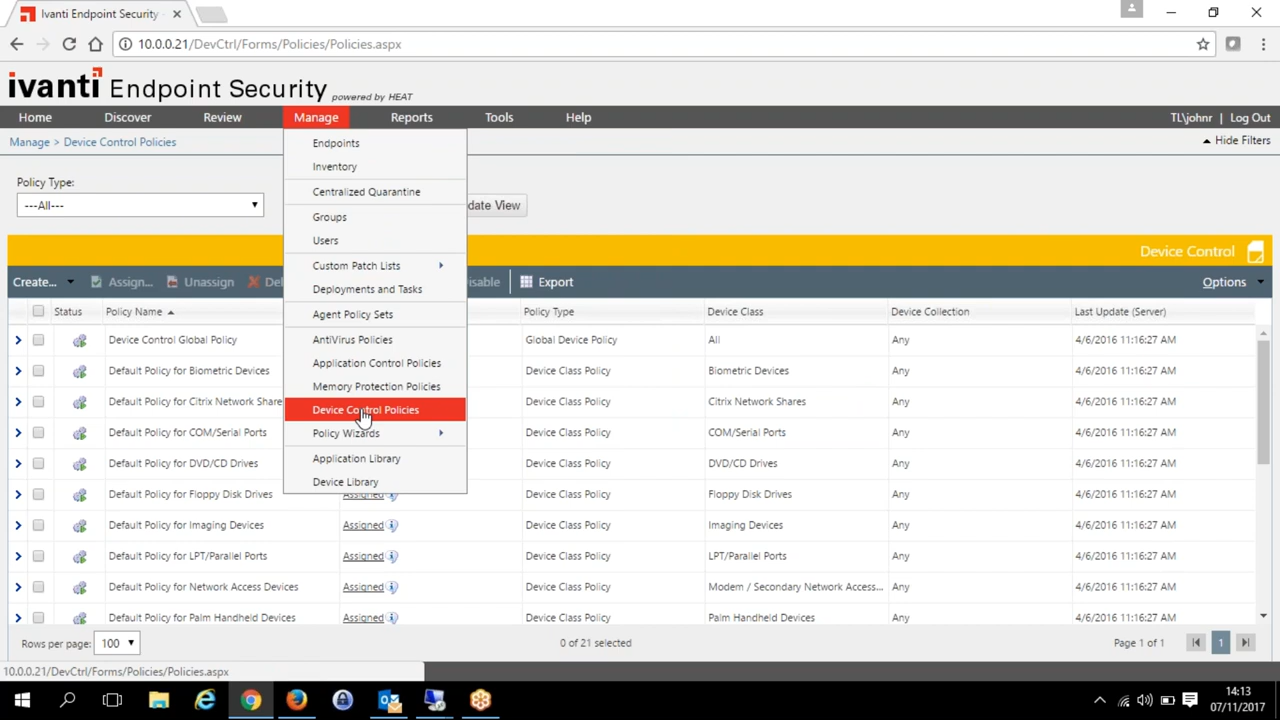 Ivanti Endpoint Security -
10.0.0.21/DevCtrl/Forms/Policies/Policies.aspx
ivanti Endpoint Security powered by HEAT
Home Discover Review Manage Reports Tools Help TL\johnr | Log Out
Manage > Device Control Policies Hide Filters
Endpoints
Inventory
Centralized Quarantine
Groups
Users
Custom Patch Lists
Deployments and Tasks
Agent Policy Sets
AntiVirus Policies
Application Control Policies
Memory Protection Policies
Device Control Policies
Policy Wizards
Application Library
Device Library
Policy Type:
---All---
date View
Device Control
Create... Assign... Unassign Del isable Export Options
Status Policy Name Policy Type Device Class Device Collection Last Update (Server)
Device Control Global Policy Global Device Policy All Any 4/6/2016 11:16:27 AM
Default Policy for Biometric Devices Device Class Policy Biometric Devices Any 4/6/2016 11:16:27 AM
Default Policy for Citrix Network Share Device Class Policy Citrix Network Shares Any 4/6/2016 11:16:27 AM
Default Policy for COM/Serial Ports Device Class Policy COM/Serial Ports Any 4/6/2016 11:16:27 AM
Default Policy for DVD/CD Drives Device Class Policy DVD/CD Drives Any 4/6/2016 11:16:27 AM
Default Policy for Floppy Disk Drives Assigned Device Class Policy Floppy Disk Drives Any 4/6/2016 11:16:27 AM
Default Policy for Imaging Devices Assigned Device Class Policy Imaging Devices Any 4/6/2016 11:16:27 AM
Default Policy for LPT/Parallel Ports Assigned Device Class Policy LPT/Parallel Ports Any 4/6/2016 11:16:27 AM
Default Policy for Network Access Devices Assigned Device Class Policy Modem / Secondary Network Access... Any 4/6/2016 11:16:27 AM
Default Policy for Palm Handheld Devices Assigned Device Class Policy Palm Handheld Devices Any 4/6/2016 11:16:27 AM
Rows per page: 100 0 of 21 selected Page 1 of 1 1
10.0.0.21/DevCtrl/Forms/Policies/Policies.aspx
14:13
07/11/2017